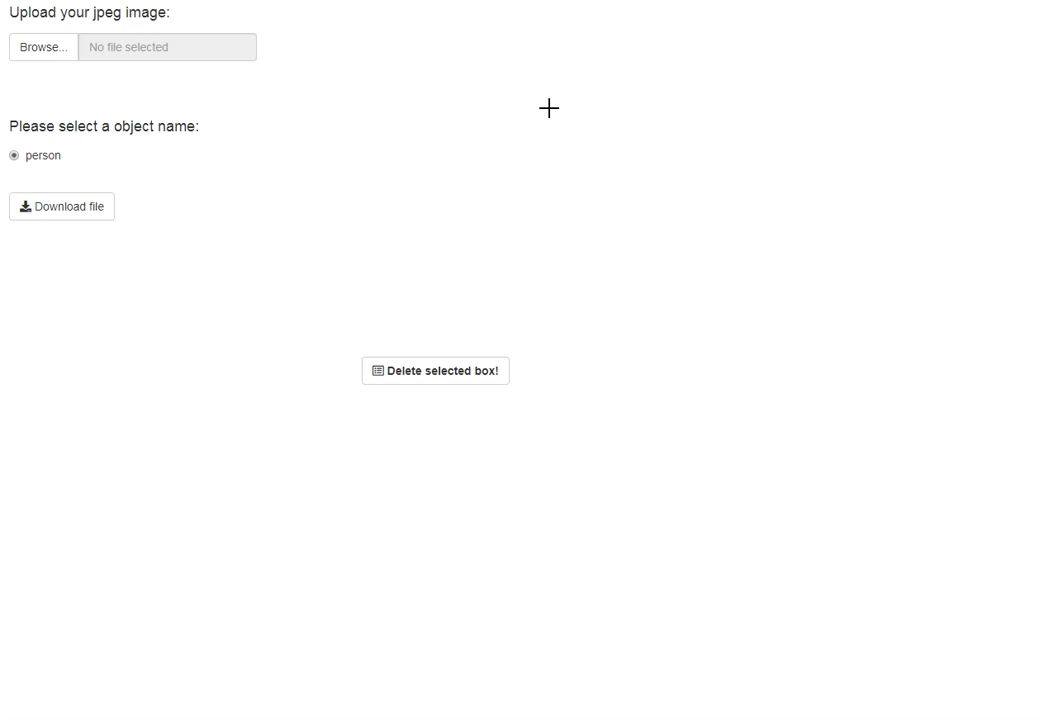 Upload your jpeg image:
Browse... No file selected
Please select a object name:
person
Download file
Delete selected box!